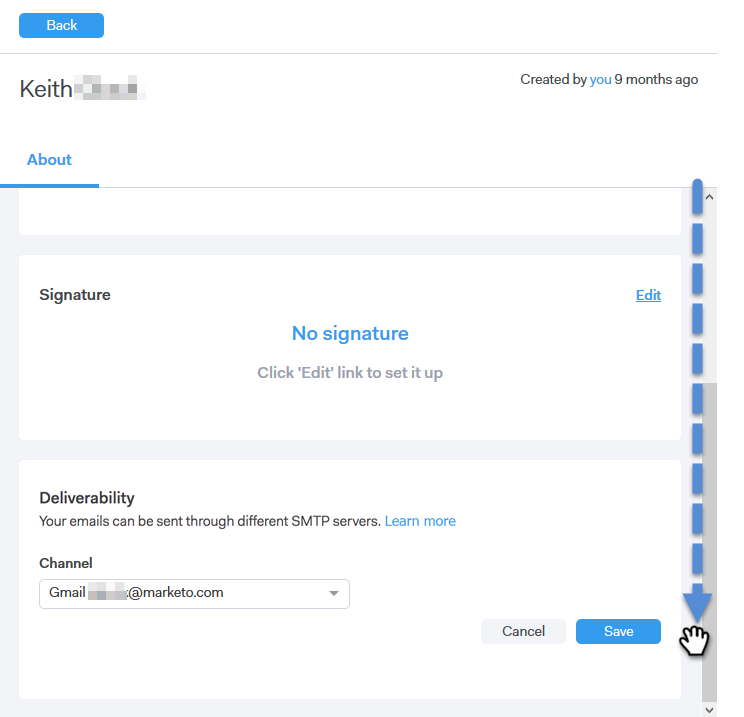 Back
Keith
Created by you 9 months ago
About
Signature
Edit
No signature
Click 'Edit' link to set it up
Deliverability
Your emails can be sent through different SMTP servers. Learn more
Channel
Gmail @marketo.com
Cancel
Save